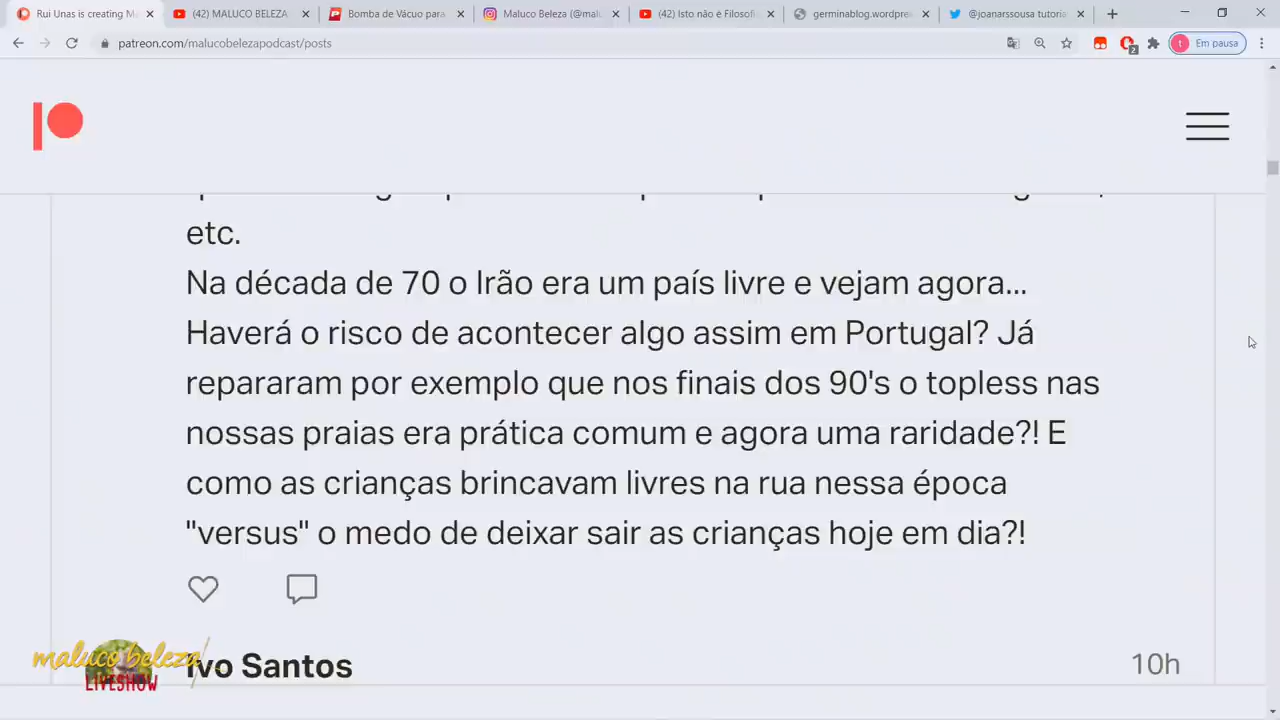 Rui Unas is creating M
(42) MALUCO BELEZA
Bomba de Vácuo para
Maluco Beleza (@malu
(42) Isto não é Filosofi
germinablog.wordpres
@joanarssousa tutoria
patreon.com/malucobelezapodcast/posts
2
t Em pausa
etc.
Na década de 70 o Irão era um país livre e vejam agora...
Haverá o risco de acontecer algo assim em Portugal? Já
repararam por exemplo que nos finais dos 90's o topless nas
nossas praias era prática comum e agora uma raridade?! E
como as crianças brincavam livres na rua nessa época
"versus" o medo de deixar sair as crianças hoje em dia?!
Ivo Santos
10h
maluco beleza
LIVESHOW